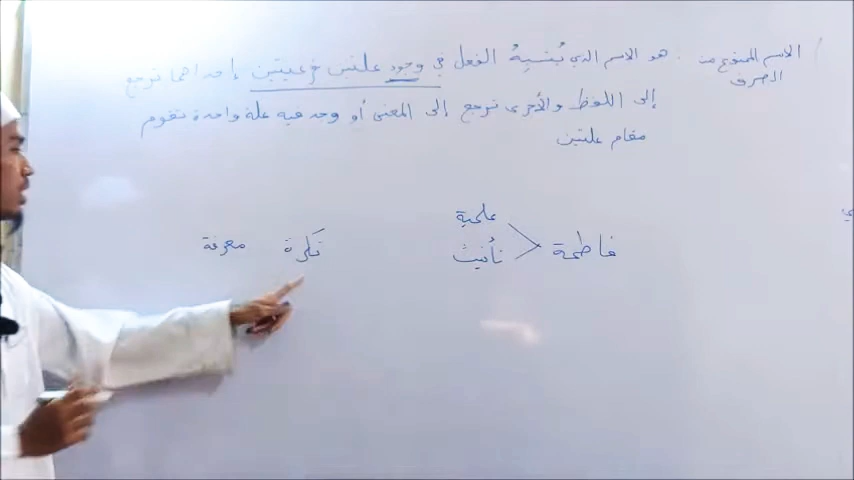 الاسم الممنوع من الصرف
هو الاسم الذي يُشبِهُ الفعل في وجود علتين فرعيتين إحداهما ترجع
إلى اللفظ والأخرى ترجع إلى المعنى أو وجد فيه علة واحدة تقوم
مقام علتين
فاطمة
علمية
تأنيث
نكرة معرفة